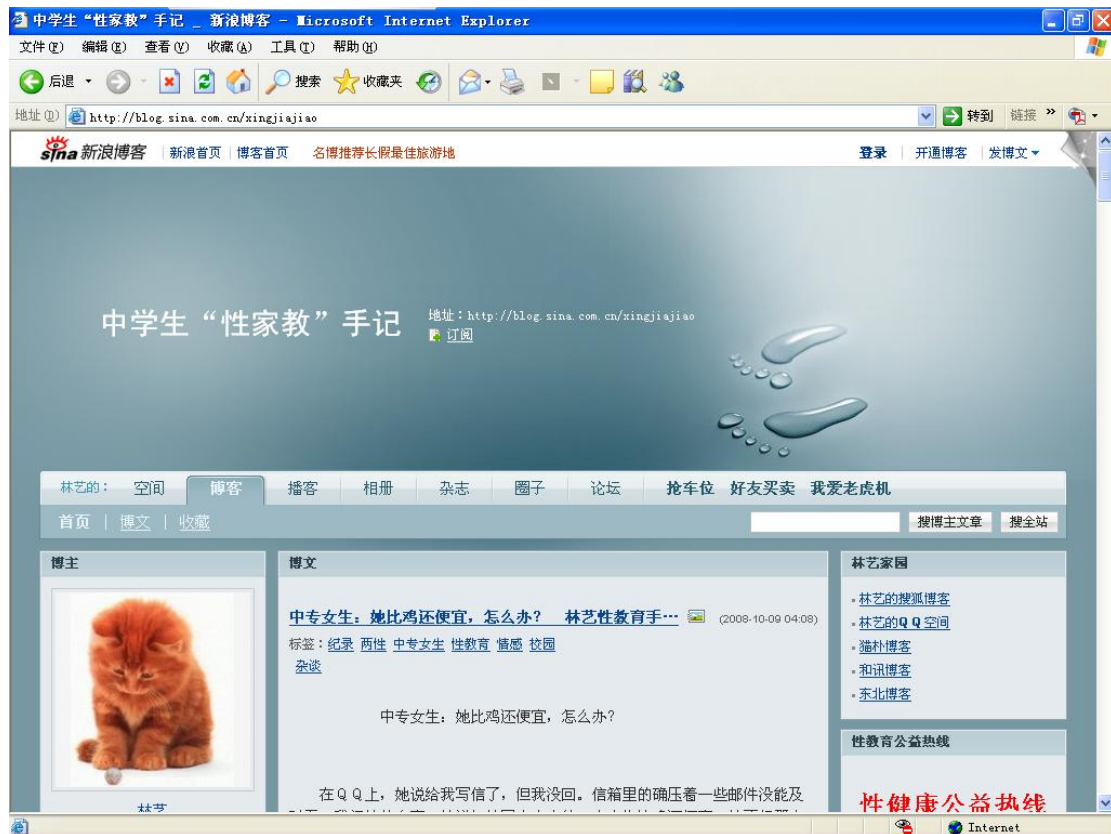 中学生“性家教”手记 _ 新浪博客 - Microsoft Internet Explorer
文件(F) 编辑(E) 查看(V) 收藏(A) 工具(T) 帮助(H)
后退 搜索 收藏夹
地址(D) http://blog.sina.com.cn/xingjiajiao 转到 链接 »
sina 新浪博客 新浪首页 博客首页 名博推荐长假最佳旅游地 登录 开通博客 发博文
中学生“性家教”手记 地址：http://blog.sina.com.cn/xingjiajiao
订阅
林艺的： 空间 博客 播客 相册 杂志 圈子 论坛 抢车位 好友买卖 我爱老虎机
首页 | 博文 | 收藏 搜博主文章 搜全站
博主
林艺
博文
中专女生：她比鸡还便宜，怎么办？ 林艺性教育手… (2008-10-09 04:08)
标签：纪录 两性 中专女生 性教育 情感 校园
杂谈
中专女生：她比鸡还便宜，怎么办？
在ＱＱ上，她说给我写信了，但我没回。信箱里的确压着一些邮件没能及
林艺家园
林艺的搜狐博客
林艺的ＱＱ空间
猫扑博客
和讯博客
东北博客
性教育公益热线
性健康公益热线
Internet